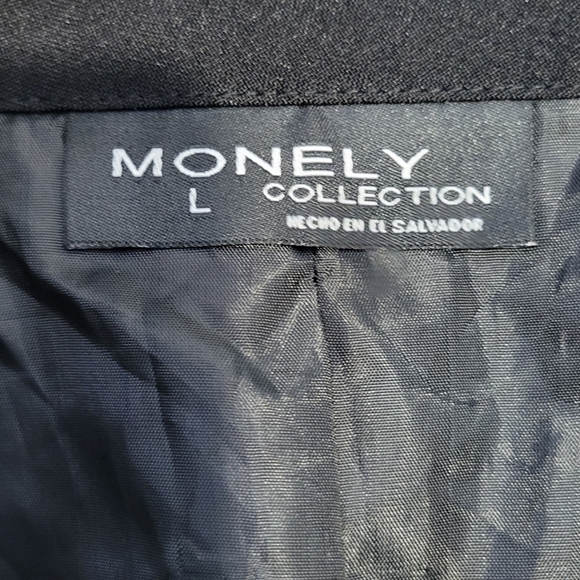 MONELY
L COLLECTION
HECHO EN EL SALVADOR